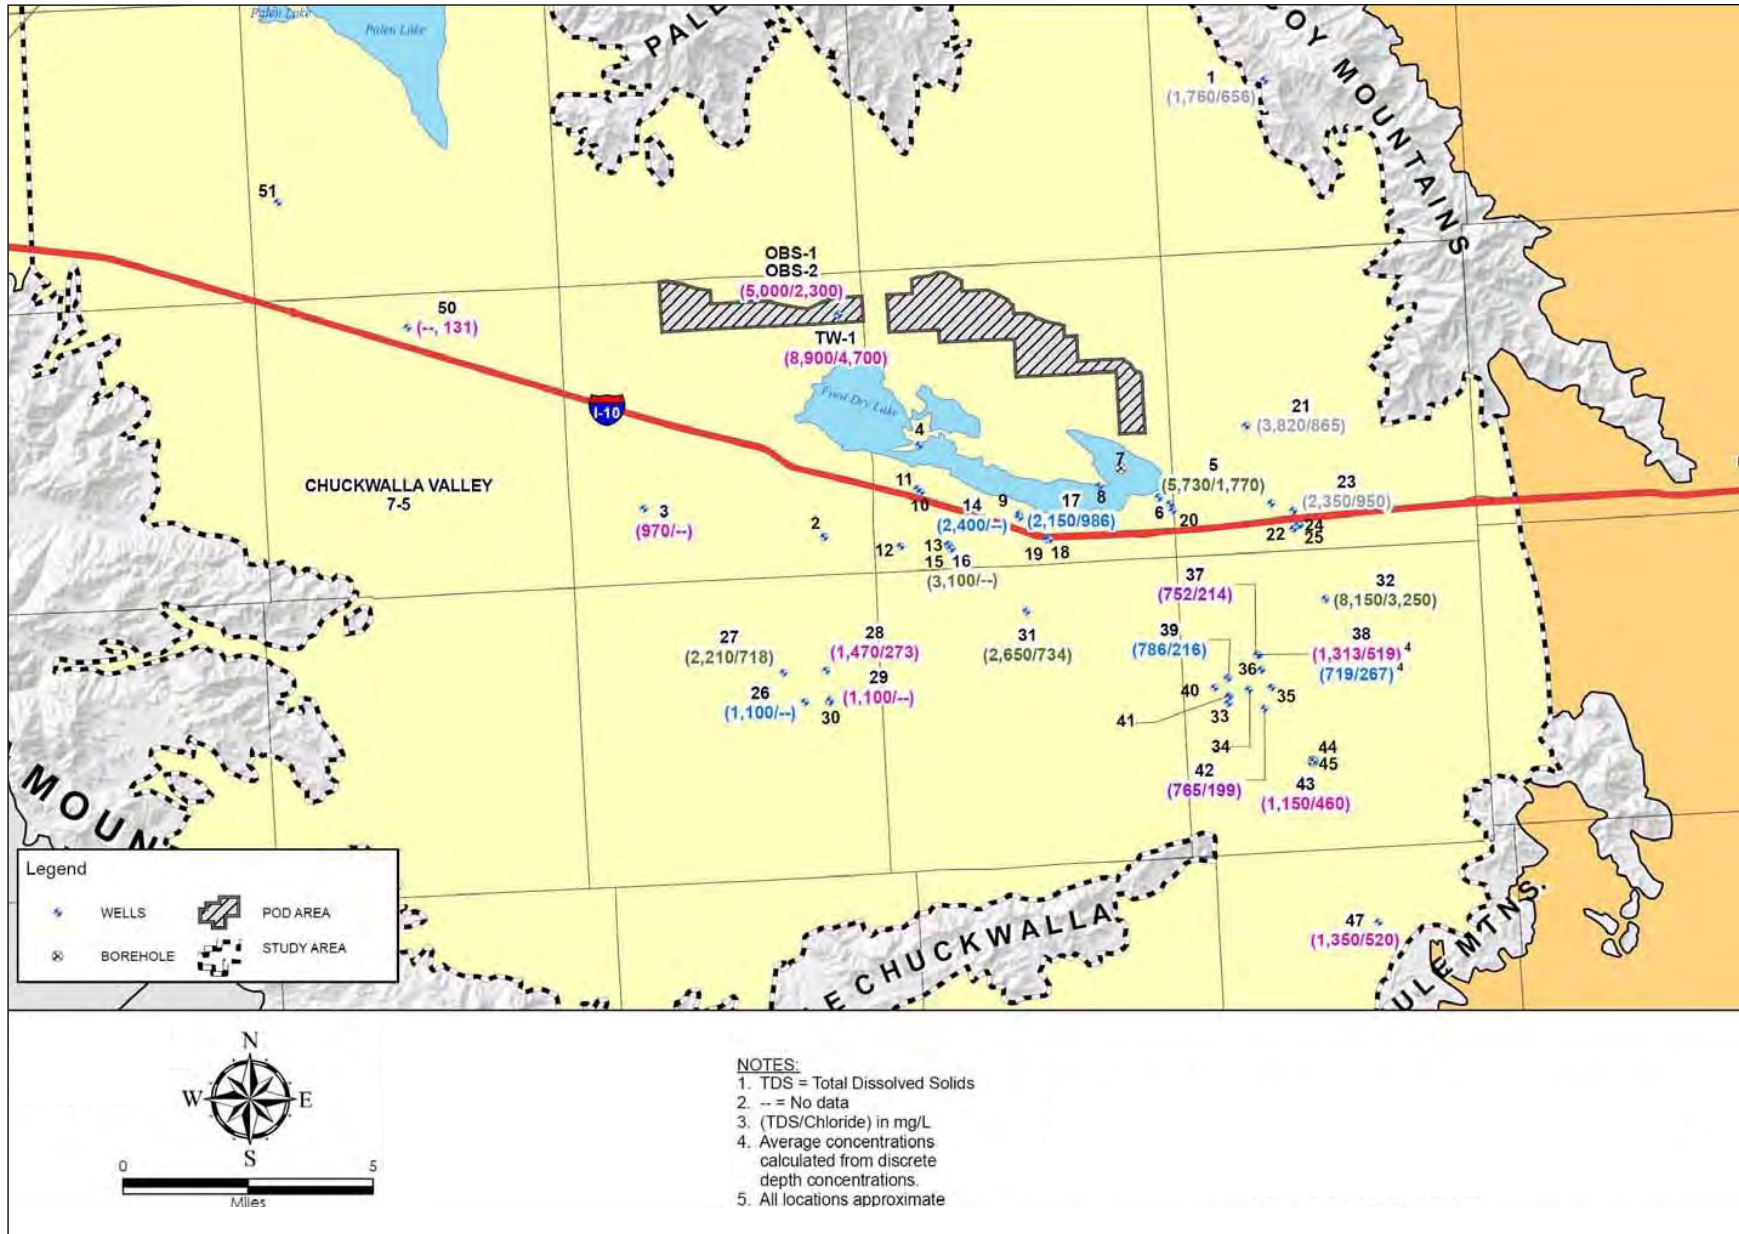 Palen Lake
Palen Lake
PALE
COY MOUNTAINS
1
(1,760/656)
51
OBS-1
OBS-2
(5,000/2,300)
50
(--, 131)
TW-1
(8,900/4,700)
I-10
Ford Dry Lake
4
21
(3,820/865)
CHUCKWALLA VALLEY
7-5
7
5
(5,730/1,770)
11
10
14
(2,400/--)
9
17
(2,150/986)
8
6
20
23
(2,350/950)
3
(970/--)
2
12
13
15
16
(3,100/--)
19
18
22
24
25
37
(752/214)
32
(8,150/3,250)
27
(2,210/718)
28
(1,470/273)
31
(2,650/734)
39
(786/216)
38
(1,313/519) 4
(719/267) 4
36
26
(1,100/--)
29
(1,100/--)
30
40
35
41
33
34
44
45
42
(765/199)
43
(1,150/460)
MOUN
47
(1,350/520)
E CHUCKWALLA
ULE MTNS.
Legend
WELLS
POD AREA
BOREHOLE
STUDY AREA
N
W
E
S
0
5
Miles
NOTES:
1. TDS = Total Dissolved Solids
2. -- = No data
3. (TDS/Chloride) in mg/L
4. Average concentrations
calculated from discrete
depth concentrations.
5. All locations approximate